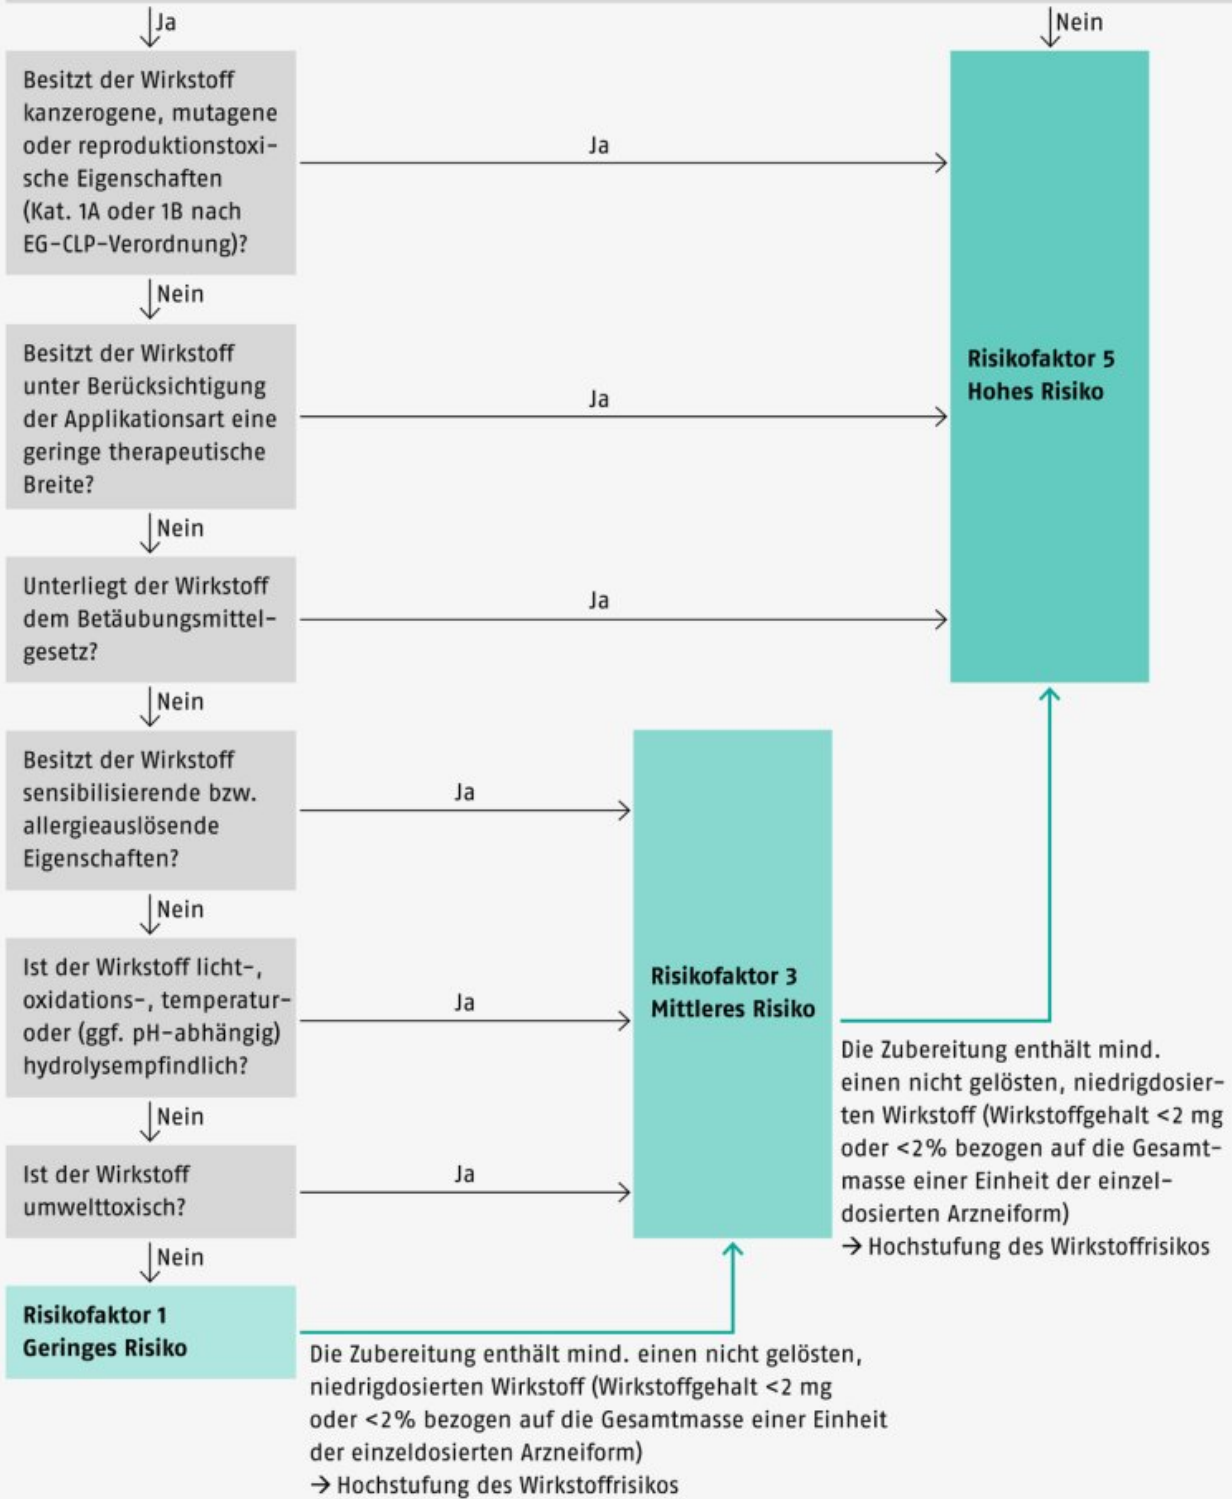 Ja
Nein
Besitzt der Wirkstoff
kanzerogene, mutagene
oder reproduktionstoxi-
sche Eigenschaften
(Kat. 1A oder 1B nach
EG-CLP-Verordnung)?
Ja
Nein
Besitzt der Wirkstoff
unter Berücksichtigung
der Applikationsart eine
geringe therapeutische
Breite?
Ja
Risikofaktor 5
Hohes Risiko
Nein
Unterliegt der Wirkstoff
dem Betäubungsmittel-
gesetz?
Ja
Nein
Besitzt der Wirkstoff
sensibilisierende bzw.
allergieauslösende
Eigenschaften?
Ja
Nein
Ist der Wirkstoff licht-,
oxidations-, temperatur-
oder (ggf. pH-abhängig)
hydrolysempfindlich?
Ja
Risikofaktor 3
Mittleres Risiko
Die Zubereitung enthält mind.
einen nicht gelösten, niedrigdosier-
ten Wirkstoff (Wirkstoffgehalt <2 mg
oder <2% bezogen auf die Gesamt-
masse einer Einheit der einzel-
dosierten Arzneiform)
→ Hochstufung des Wirkstoffrisikos
Nein
Ist der Wirkstoff
umwelttoxisch?
Ja
Nein
Risikofaktor 1
Geringes Risiko
Die Zubereitung enthält mind. einen nicht gelösten,
niedrigdosierten Wirkstoff (Wirkstoffgehalt <2 mg
oder <2% bezogen auf die Gesamtmasse einer Einheit
der einzeldosierten Arzneiform)
→ Hochstufung des Wirkstoffrisikos